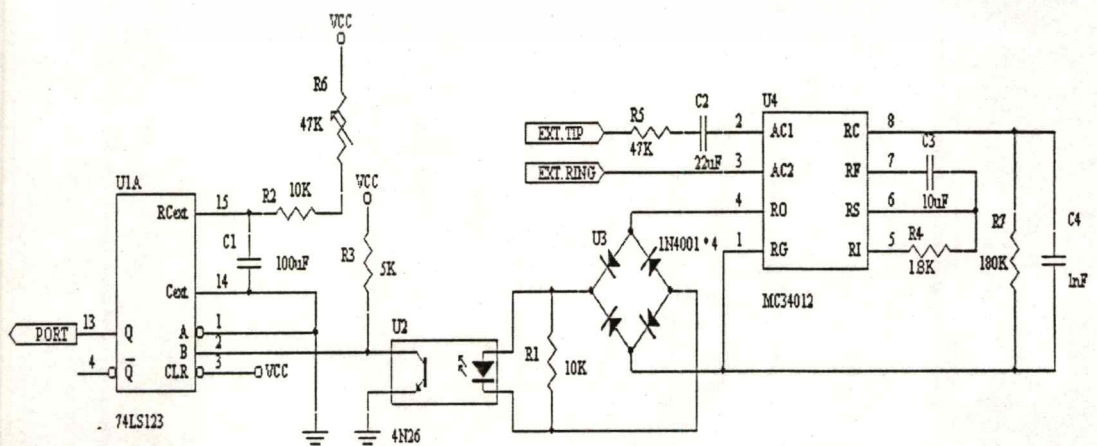 VCC
R6
47K
U1A
R2
10K
VCC
RCext
15
C1
100uF
R3
5K
Cext
14
PORT
13
Q
A
1
B
2
CLR
3
VCC
4
Q
74LS123
U2
4N26
R1
10K
U3
1N4001*4
EXT.TIP
R5
47K
C2
22uF
EXT.RING
U4
2
AC1
3
AC2
4
RO
1
RG
RC
8
RF
7
RS
6
RI
5
MC34012
C3
10uF
R4
1.8K
R7
180K
C4
1nF